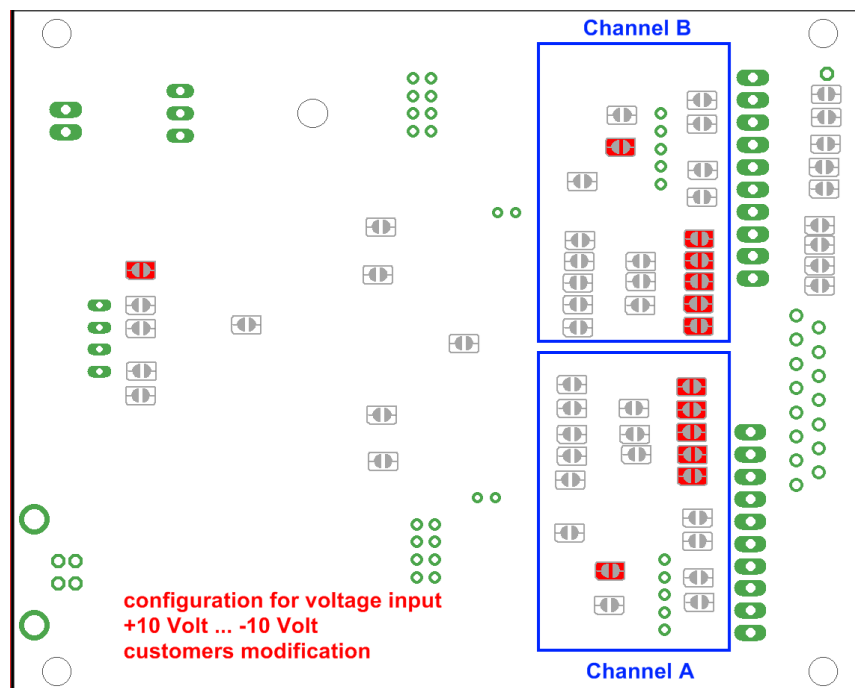 Channel B
configuration for voltage input
+10 Volt ... -10 Volt
customers modification
Channel A